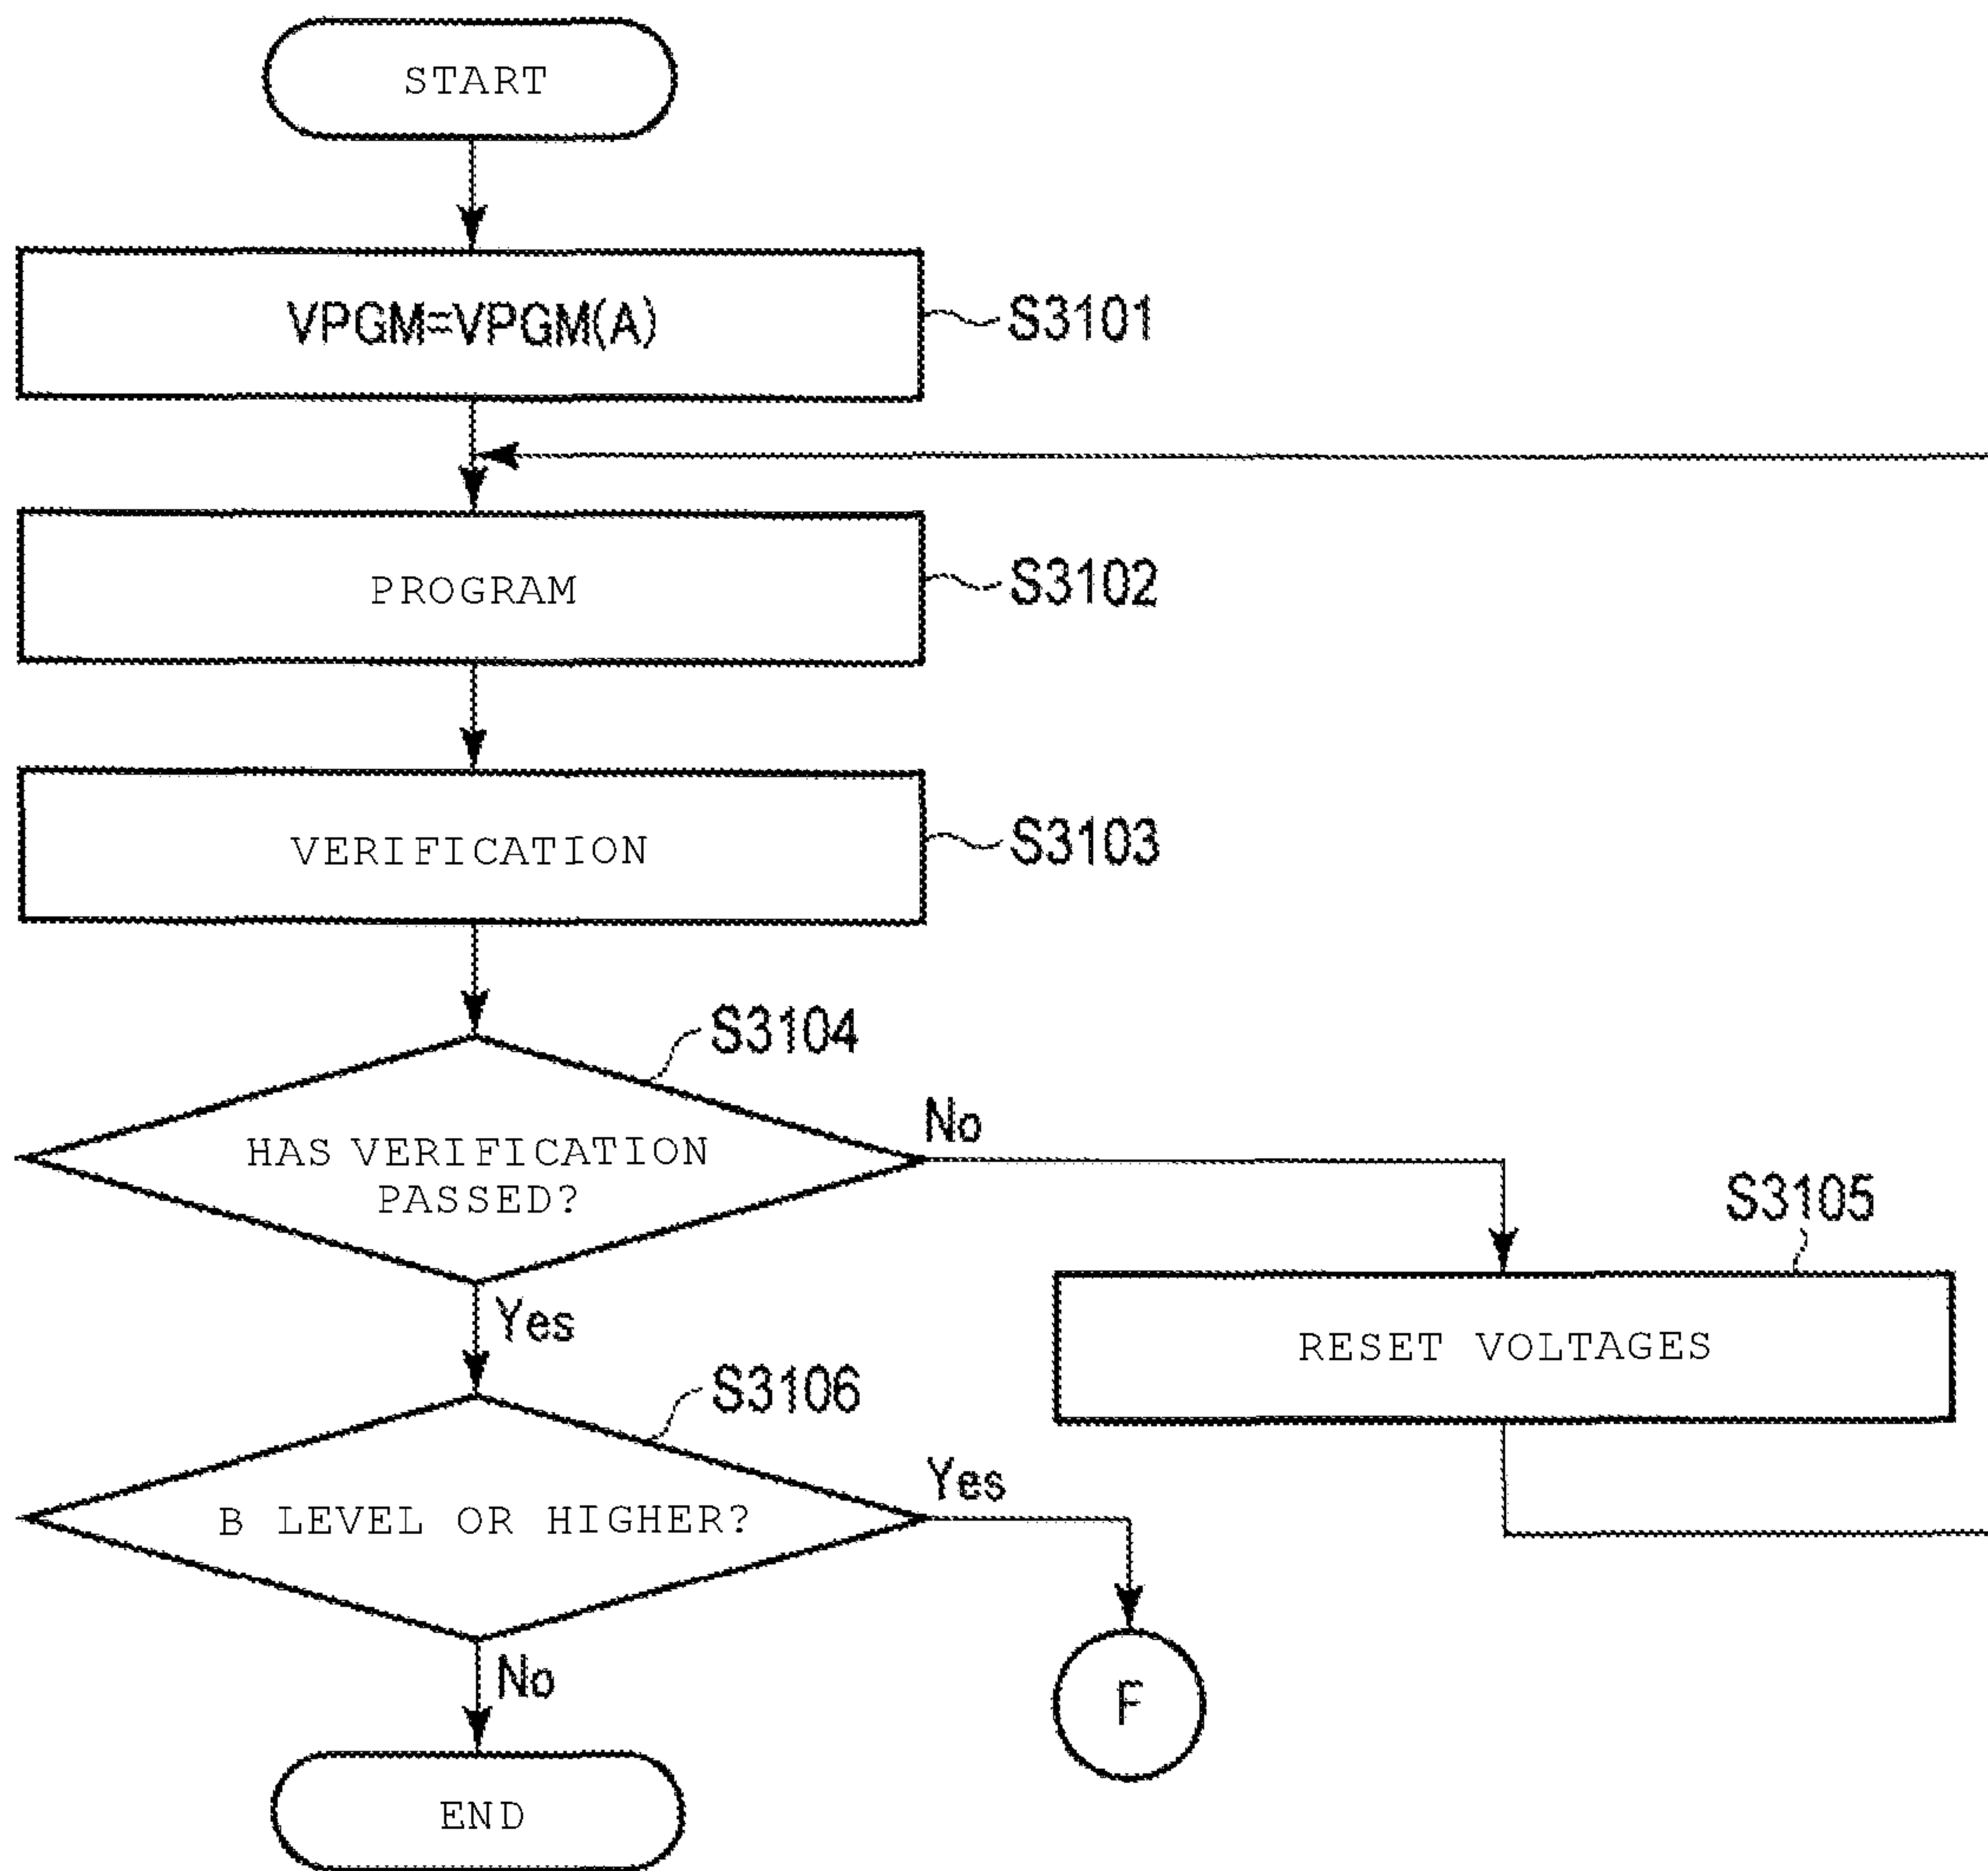 START
VPGM=VPGM(A)
S3101
PROGRAM
S3102
VERIFICATION
S3103
S3104
HAS VERIFICATION
PASSED?
No
S3105
RESET VOLTAGES
Yes
S3106
B LEVEL OR HIGHER?
Yes
F
No
END